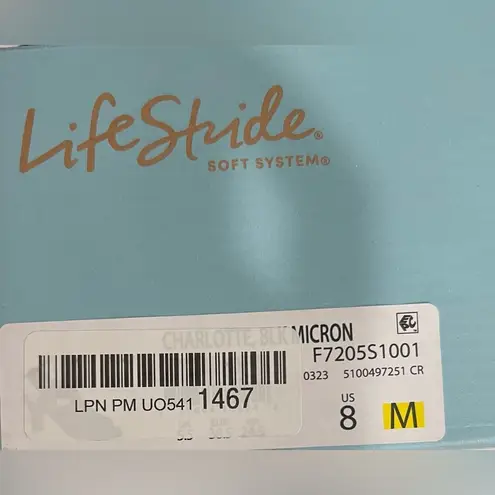 LifeStride®
SOFT SYSTEM®
CHARLOTTE, BLK MICRON
F7205S1001
0323 5100497251 CR
LPN PM UO541 1467
US
8 M